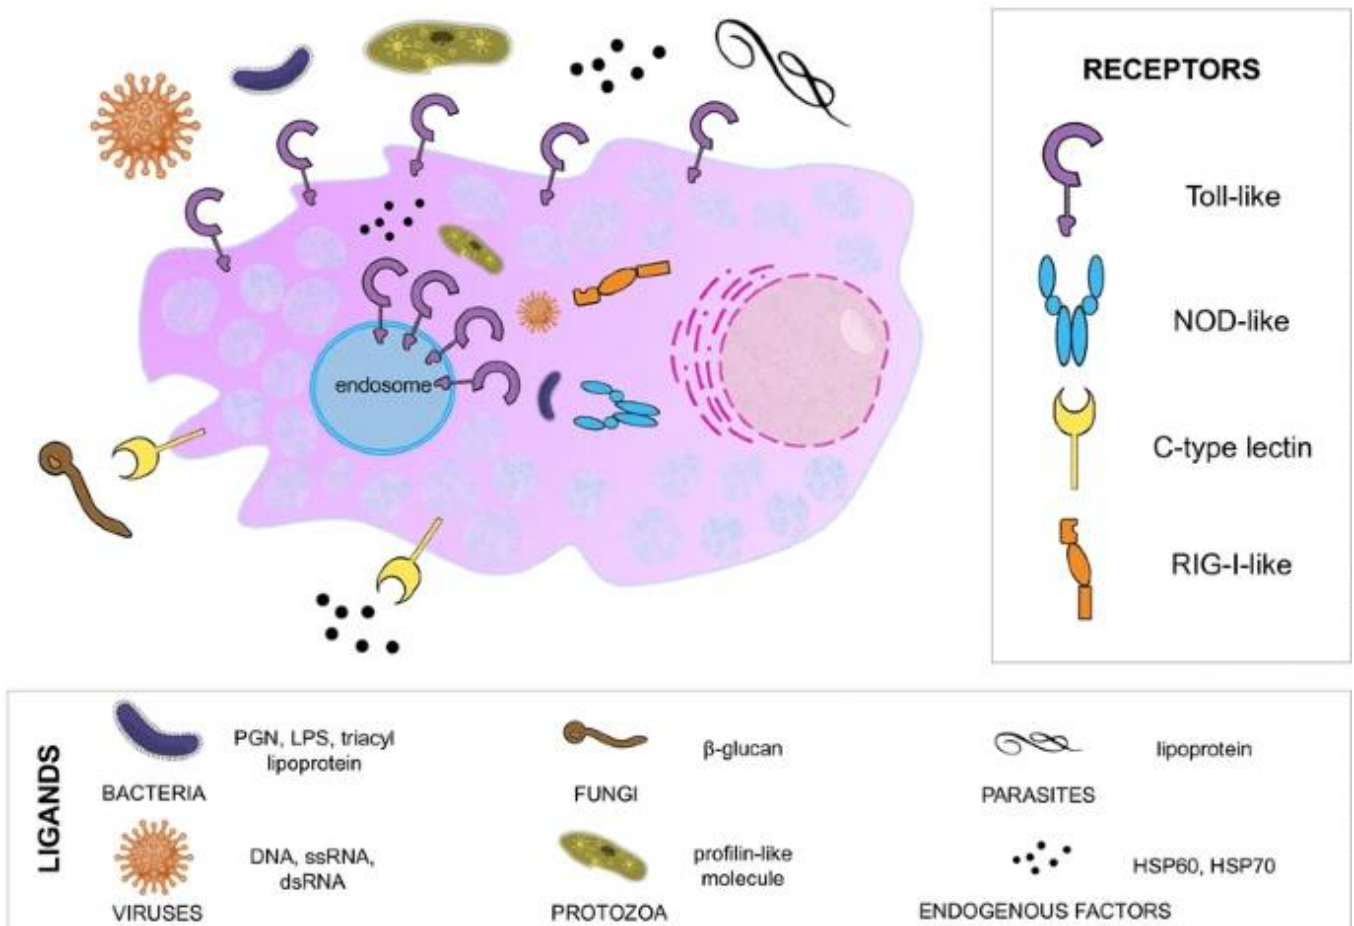 RECEPTORS
Toll-like
NOD-like
C-type lectin
RIG-I-like
endosome
LIGANDS
PGN, LPS, triacyl
lipoprotein
BACTERIA
β-glucan
FUNGI
lipoprotein
PARASITES
DNA, ssRNA,
dsRNA
VIRUSES
profilin-like
molecule
PROTOZOA
HSP60, HSP70
ENDOGENOUS FACTORS